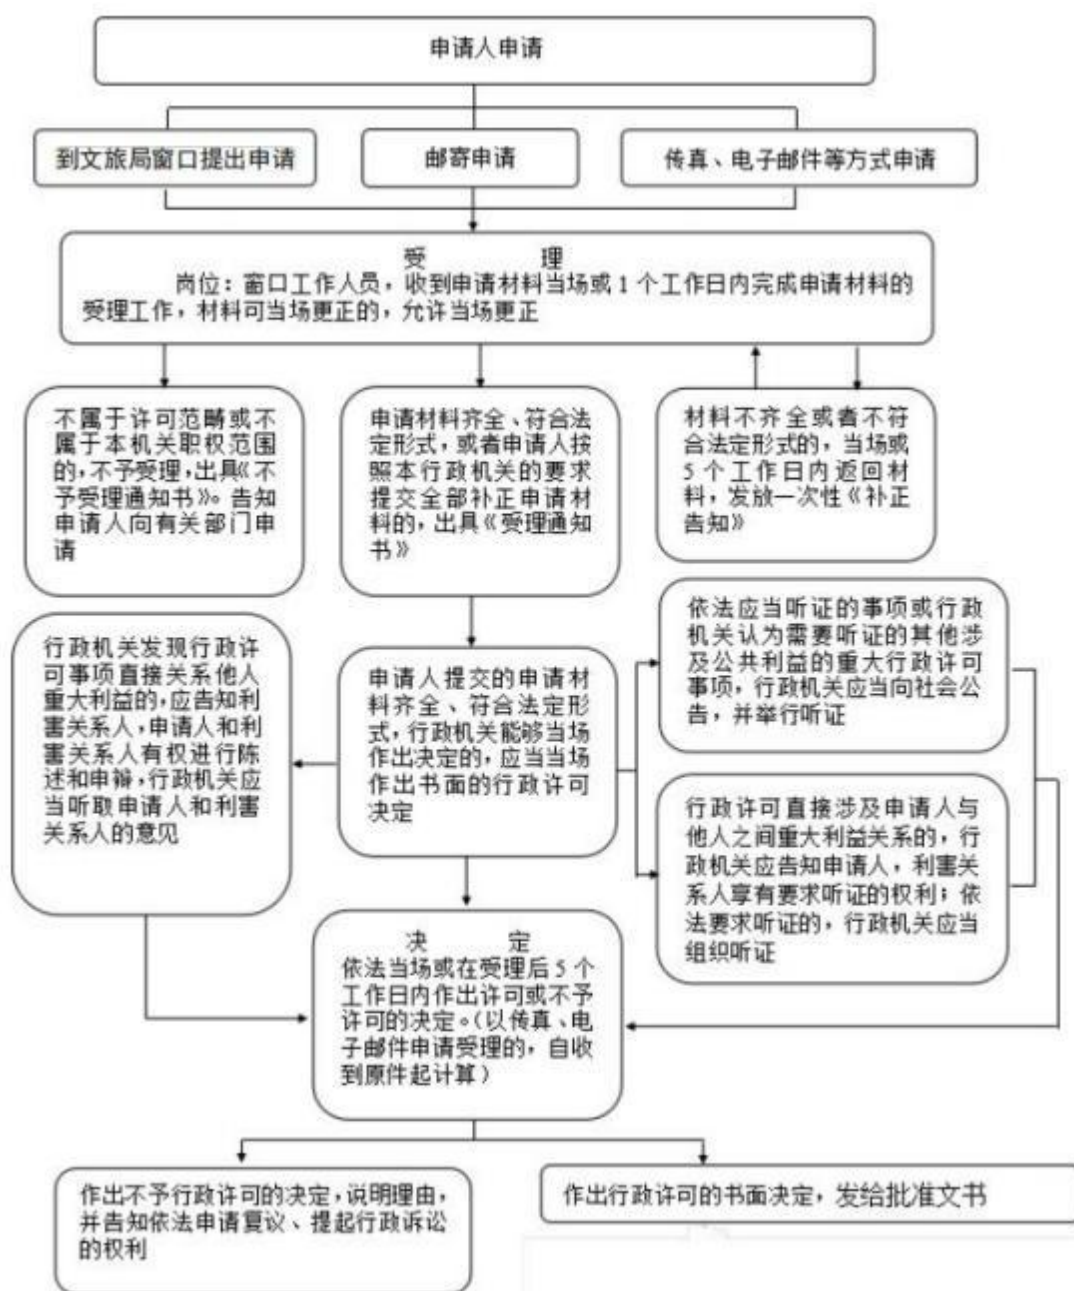 申请人申请
到文旅局窗口提出申请
邮寄申请
传真、电子邮件等方式申请
受 理
岗位：窗口工作人员，收到申请材料当场或1个工作日内完成申请材料的
受理工作，材料可当场更正的，允许当场更正
不属于许可范畴或不
属于本机关职权范围
的，不予受理，出具《不
予受理通知书》。告知
申请人向有关部门申
请
申请材料齐全、符合法
定形式，或者申请人按
照本行政机关的要求
提交全部补正申请材
料的，出具《受理通知
书》
材料不齐全或者不符
合法定形式的，当场或
5个工作日内返回材
料，发放一次性《补正
告知》
行政机关发现行政许
可事项直接关系他人
重大利益的，应告知利
害关系人，申请人和利
害关系人有权进行陈
述和申辩，行政机关应
当听取申请人和利害
关系人的意见
申请人提交的申请材
料齐全、符合法定形
式，行政机关能够当场
作出决定的，应当当场
作出书面的行政许可
决定
依法应当听证的事项或行政
机关认为需要听证的其他涉
及公共利益的重大行政许可
事项，行政机关应当向社会公
告，并举行听证
行政许可直接涉及申请人与
他人之间重大利益关系的，行
政机关应告知申请人，利害关
系人享有要求听证的权利；依
法要求听证的，行政机关应当
组织听证
决 定
依法当场或在受理后5个
工作日内作出许可或不予
许可的决定。（以传真、电
子邮件申请受理的，自收
到原件起计算）
作出不予行政许可的决定，说明理由，
并告知依法申请复议、提起行政诉讼
的权利
作出行政许可的书面决定，发给批准文书